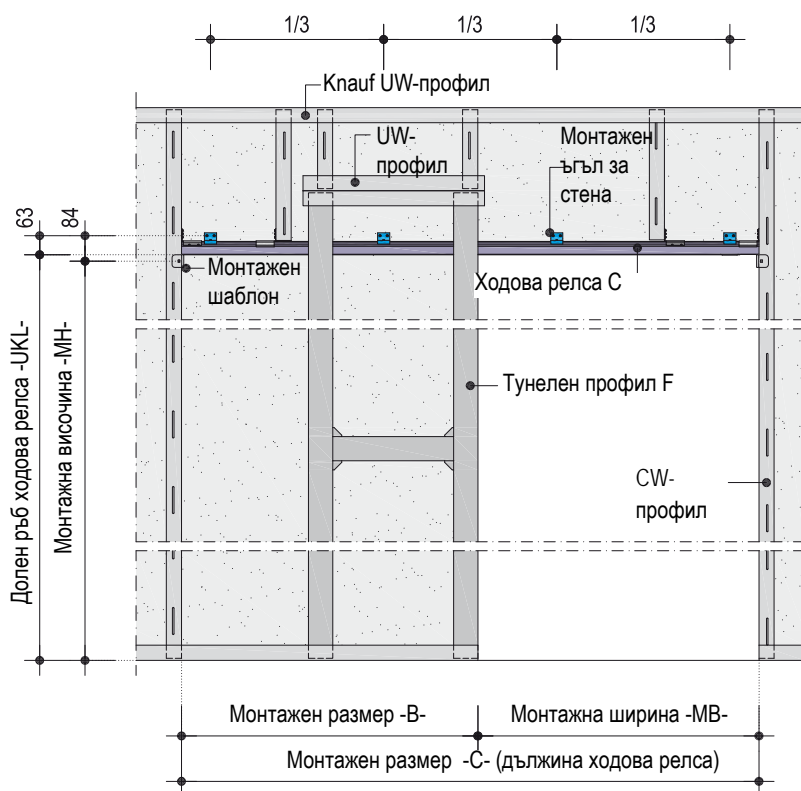 1/3
1/3
1/3
Knauf UW-профил
UW-
профил
Монтажен
ъгъл за
стена
63
84
Монтажен
шаблон
Ходова релса C
Долен ръб ходова релса -UKL-
Монтажна височина -MH-
Тунелен профил F
CW-
профил
Монтажен размер -B-
Монтажна ширина -MB-
Монтажен размер -C- (дължина ходова релса)